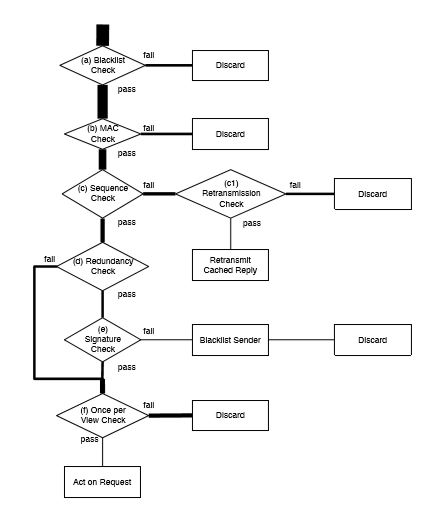 (a) Blacklist
Check
fail
Discard
pass
(b) MAC
Check
fail
Discard
pass
(c) Sequence
Check
fail
(c1)
Retransmission
Check
fail
Discard
pass
pass
Retransmit
Cached Reply
fail
(d) Redundancy
Check
pass
(e)
Signature
Check
fail
Blacklist Sender
Discard
pass
(f) Once per
View Check
fail
Discard
pass
Act on Request